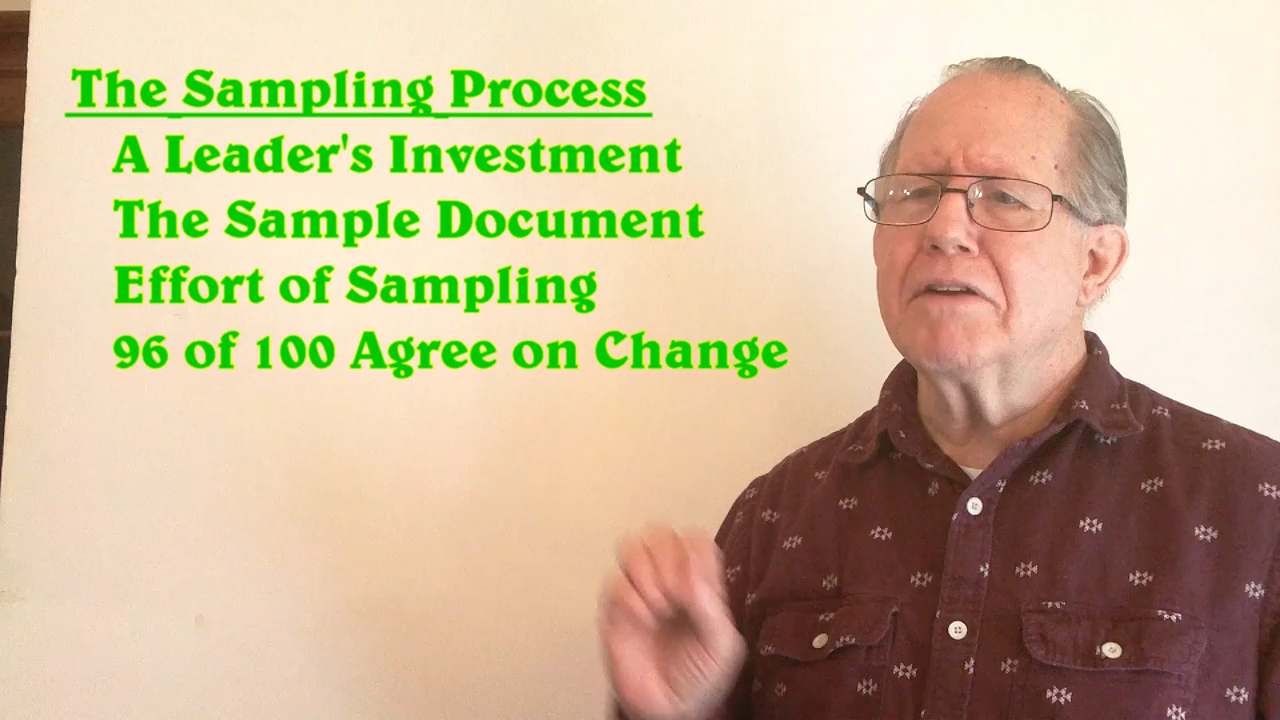 The Sampling Process
A Leader's Investment
The Sample Document
Effort of Sampling
96 of 100 Agree on Change